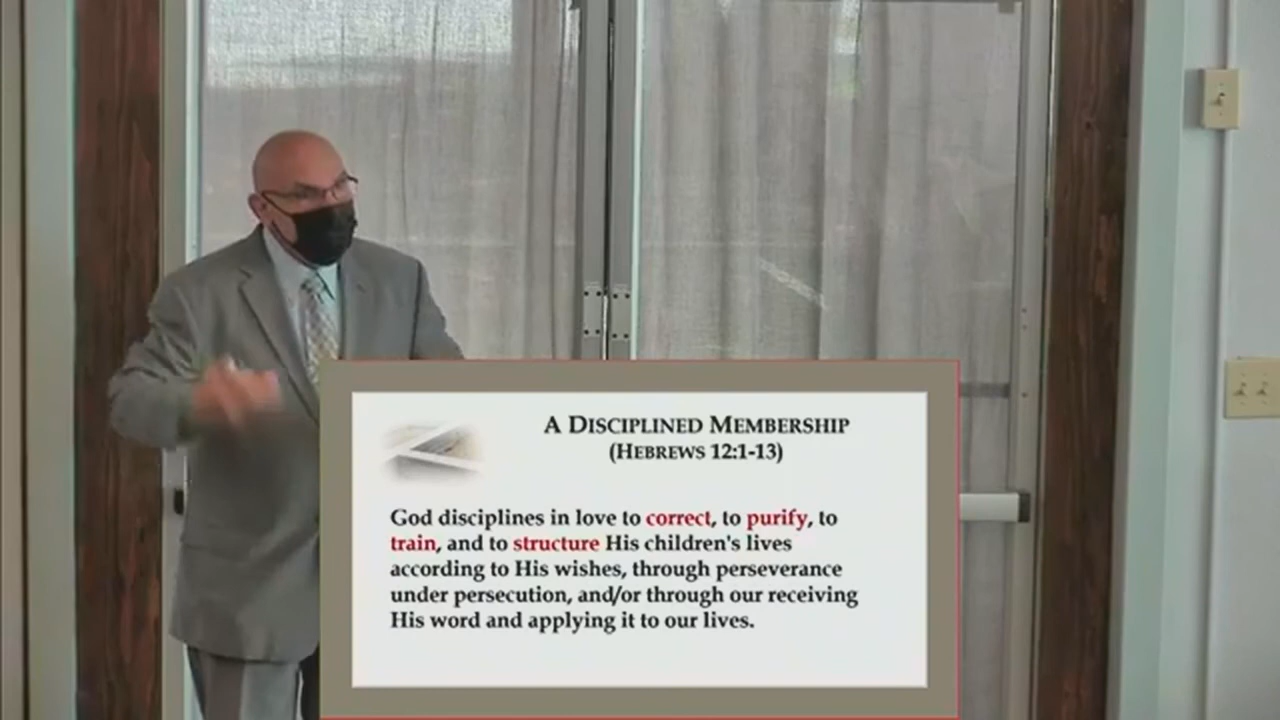 A DISCIPLINED MEMBERSHIP
(HEBREWS 12:1-13)
God disciplines in love to correct, to purify, to
train, and to structure His children's lives
according to His wishes, through perseverance
under persecution, and/or through our receiving
His word and applying it to our lives.